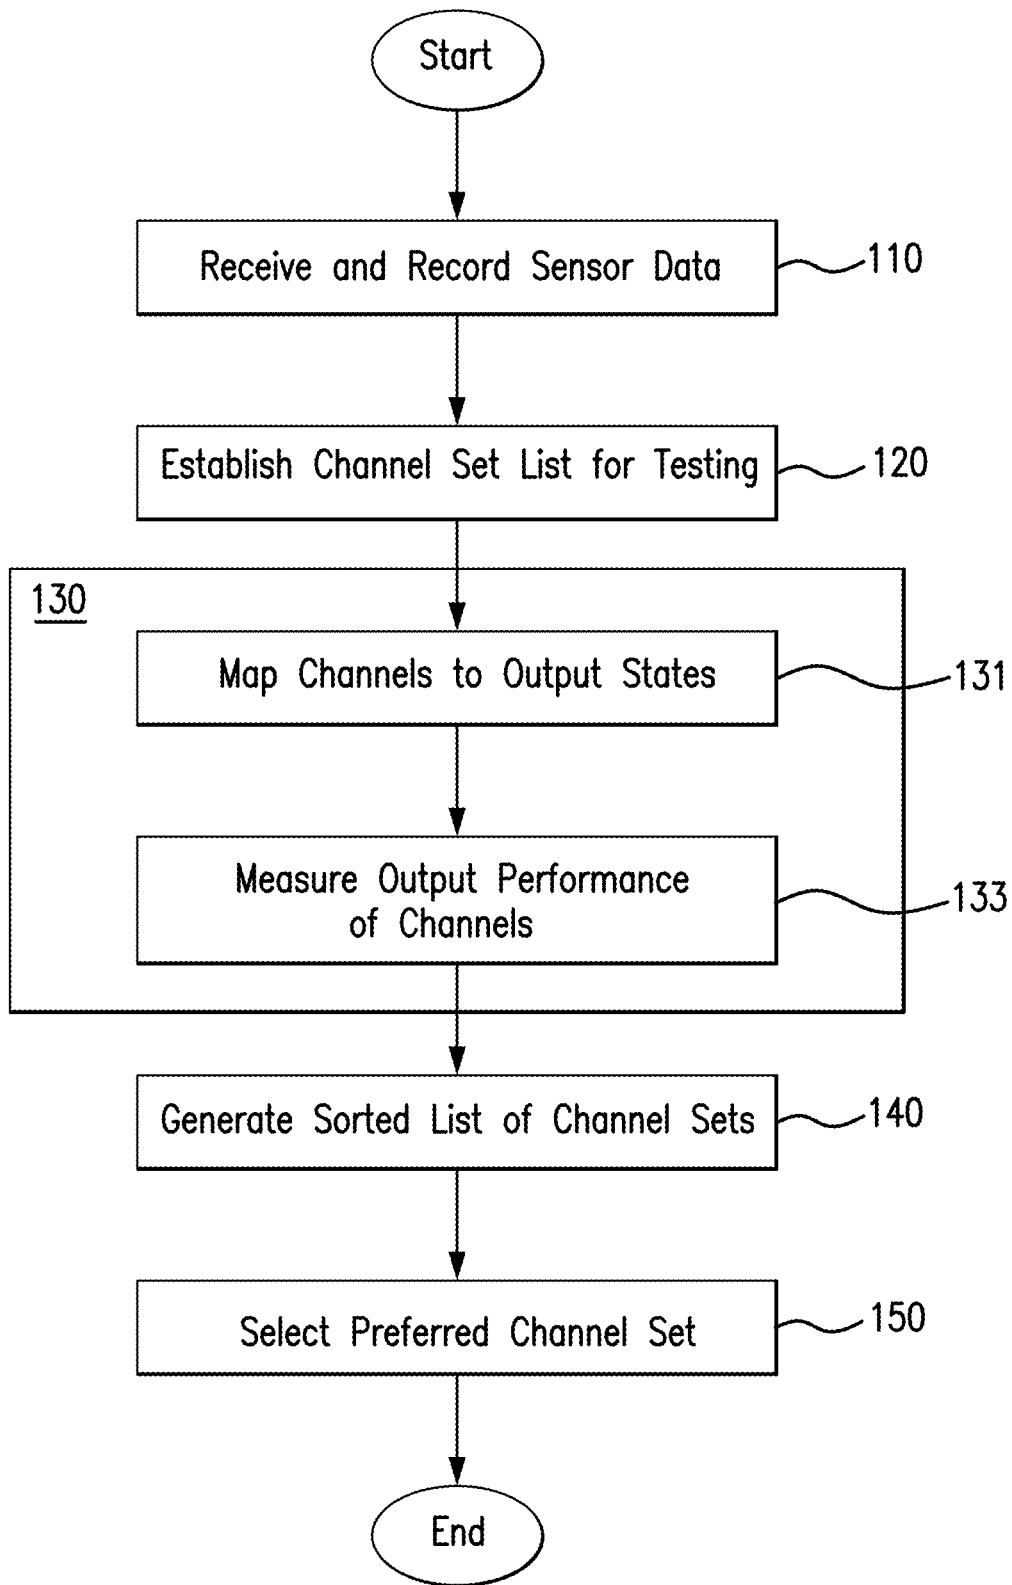 Start
Receive and Record Sensor Data
110
Establish Channel Set List for Testing
120
130
Map Channels to Output States
131
Measure Output Performance
of Channels
133
Generate Sorted List of Channel Sets
140
Select Preferred Channel Set
150
End